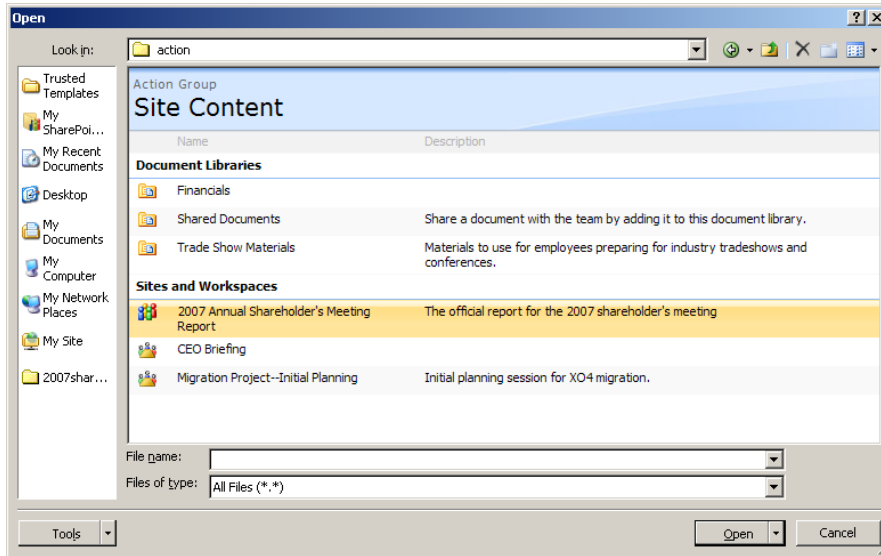 Open
Look in:
action
Trusted
Templates
My
SharePoi...
My Recent
Documents
Desktop
My
Documents
My
Computer
My Network
Places
My Site
2007shar...
Action Group
Site Content
Name Description
Document Libraries
Financials
Shared Documents Share a document with the team by adding it to this document library.
Trade Show Materials Materials to use for employees preparing for industry tradeshows and
conferences.
Sites and Workspaces
2007 Annual Shareholder's Meeting The official report for the 2007 shareholder's meeting
Report
CEO Briefing
Migration Project--Initial Planning Initial planning session for XO4 migration.
File name:
Files of type: All Files (*.*)
Tools Open Cancel